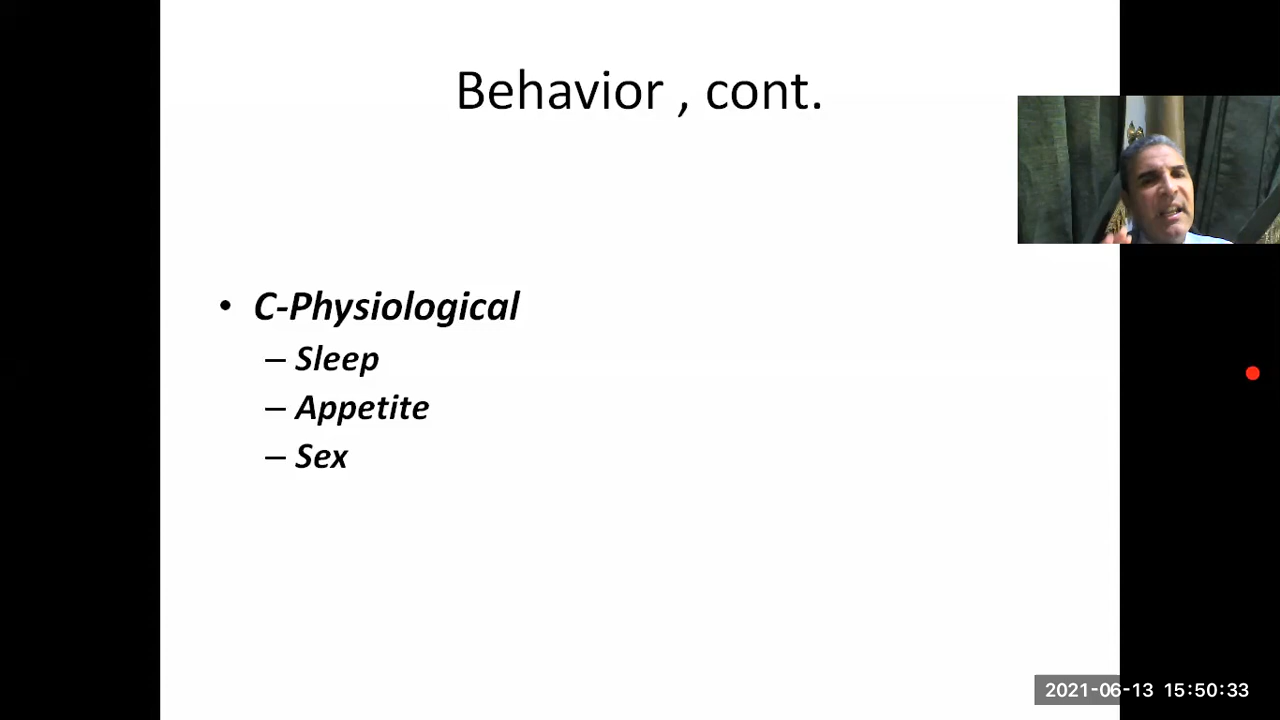 Behavior , cont.
• C-Physiological
– Sleep
– Appetite
– Sex
2021-06-13 15:50:33